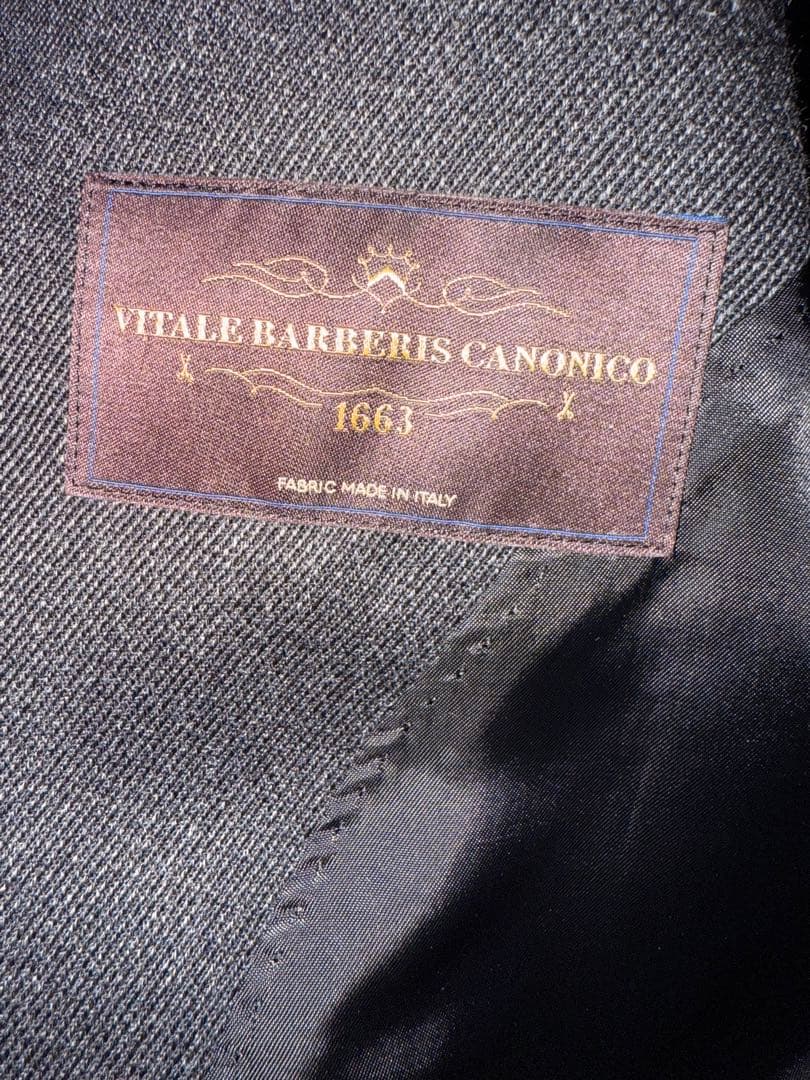 VITALE BARBERIS CANONICO
1663
FABRIC MADE IN ITALY